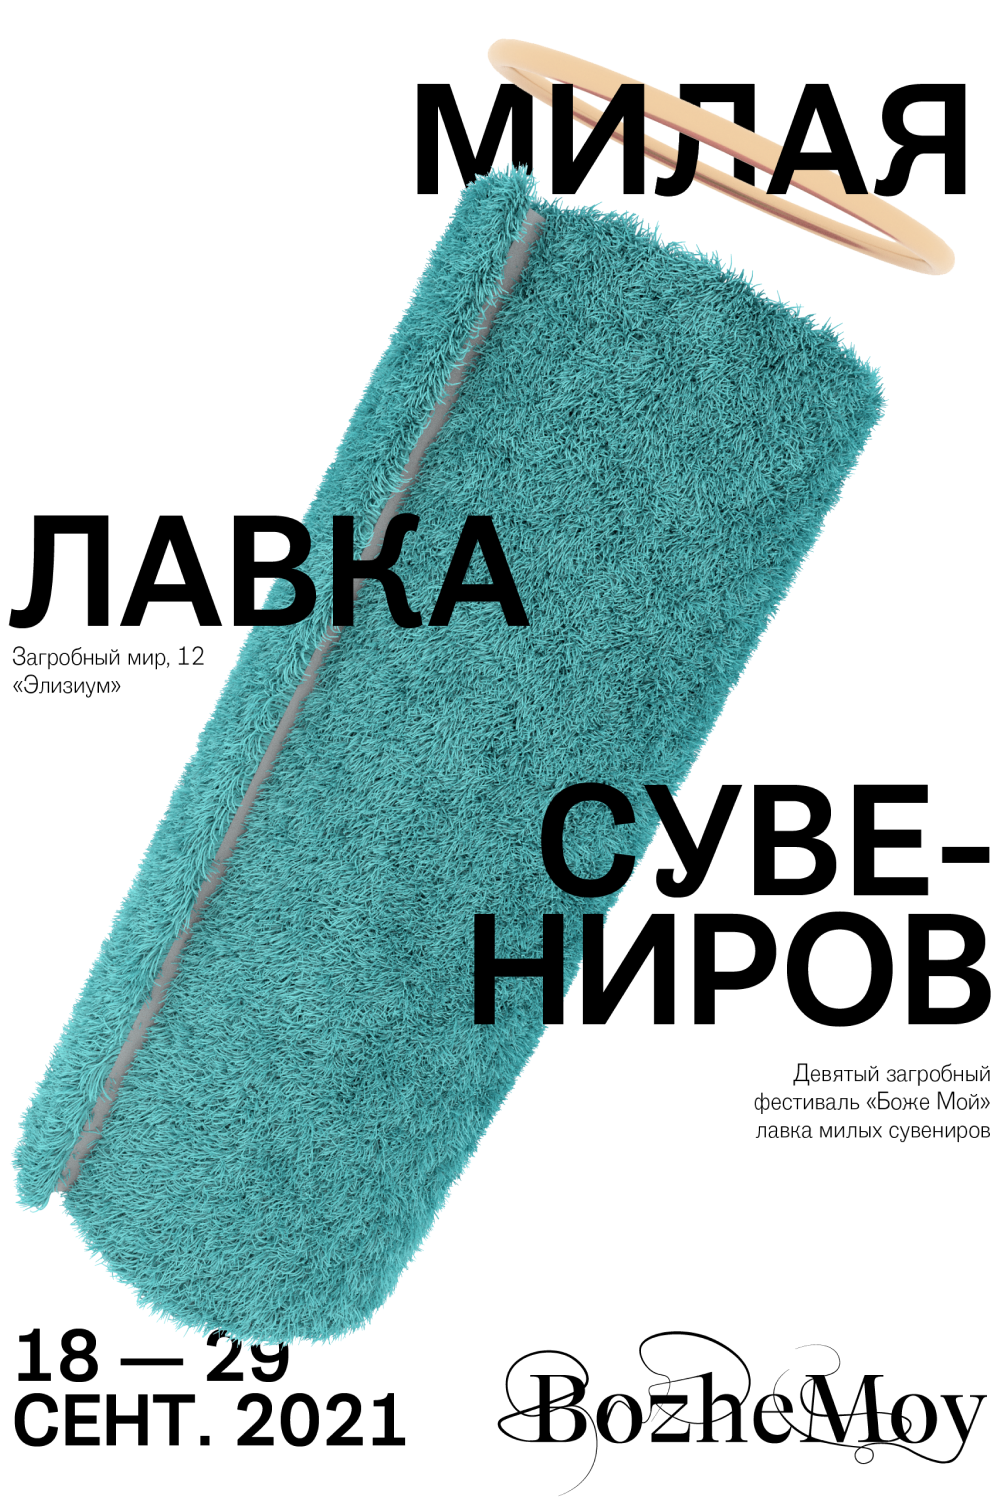 МИЛАЯ
ЛАВКА
Загробный мир, 12
«Элизиум»
СУВЕ-
НИРОВ
Девятый загробный
фестиваль «Боже Мой»
лавка милых сувениров
18 — 29
СЕНТ. 2021
BozheMoy